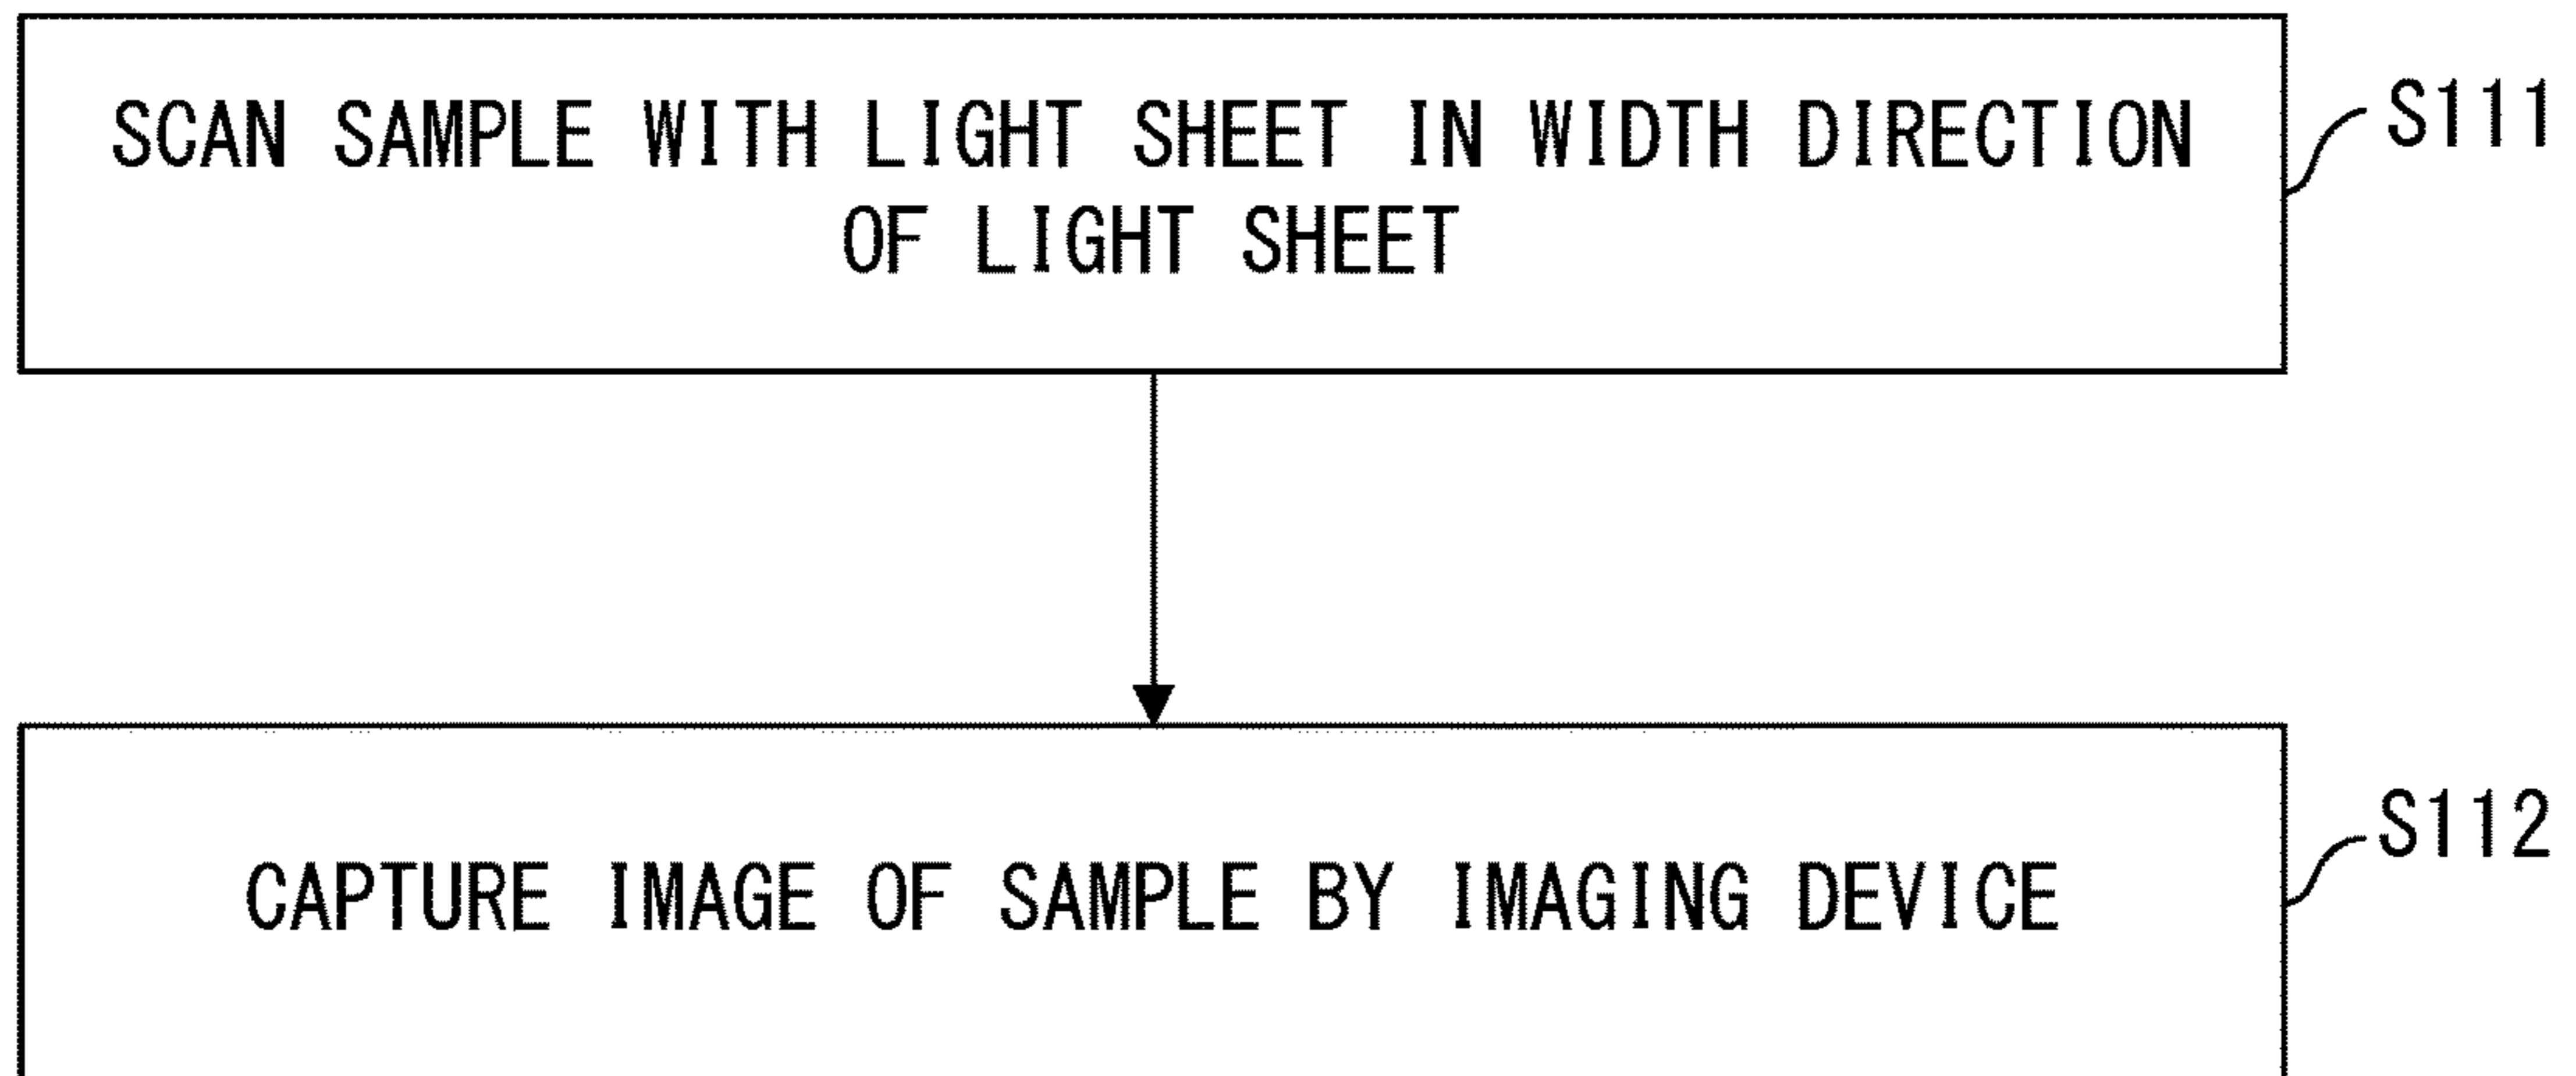 SCAN SAMPLE WITH LIGHT SHEET IN WIDTH DIRECTION
OF LIGHT SHEET
S111
CAPTURE IMAGE OF SAMPLE BY IMAGING DEVICE
S112